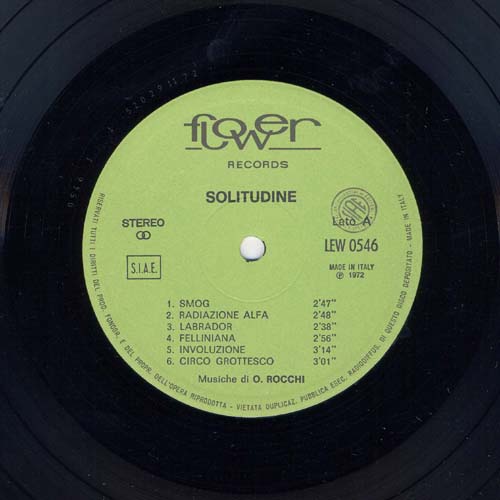 flower
RECORDS
SOLITUDINE
STEREO
Lato A
LEW 0546
S.I.A.E.
MADE IN ITALY
Ⓟ 1972
1. SMOG 2'47"
2. RADIAZIONE ALFA 2'48"
3. LABRADOR 2'38"
4. FELLINIANA 2'56"
5. INVOLUZIONE 3'14"
6. CIRCO GROTTESCO 3'01"
Musiche di O. ROCCHI
RISERVATI TUTTI I DIRITTI DEL PROD. FONOGR. E DEL PROPR. DELL'OPERA RIPRODOTTA - VIETATA DUPLICAZ. PUBBLICA ESEC. RADIODIFFUS. DI QUESTO DISCO DEPOSITATO - MADE IN ITALY